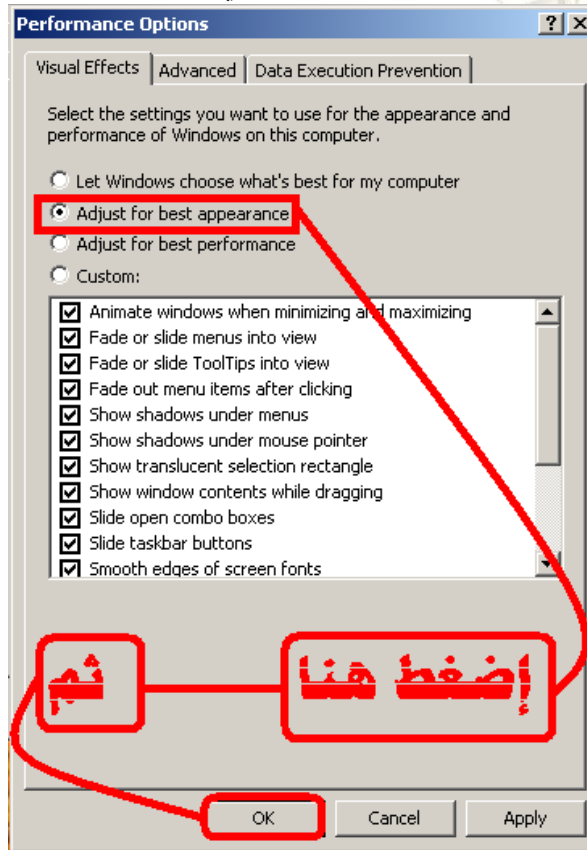 Performance Options
Visual Effects Advanced Data Execution Prevention
Select the settings you want to use for the appearance and
performance of Windows on this computer.
Let Windows choose what's best for my computer
Adjust for best appearance
Adjust for best performance
Custom:
Animate windows when minimizing and maximizing
Fade or slide menus into view
Fade or slide ToolTips into view
Fade out menu items after clicking
Show shadows under menus
Show shadows under mouse pointer
Show translucent selection rectangle
Show window contents while dragging
Slide open combo boxes
Slide taskbar buttons
Smooth edges of screen fonts
إضغط هنا
ثم
OK Cancel Apply